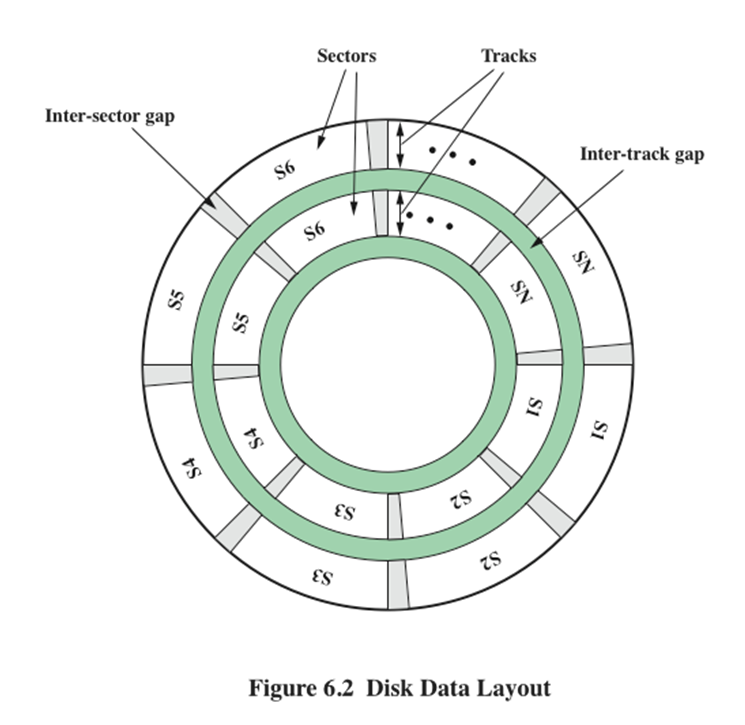 Sectors
Tracks
Inter-sector gap
Inter-track gap
S6
• • •
S6
• • •
SN
SN
S5
S5
S1
S1
S4
S4
S3
S2
S3
S2
Figure 6.2 Disk Data Layout